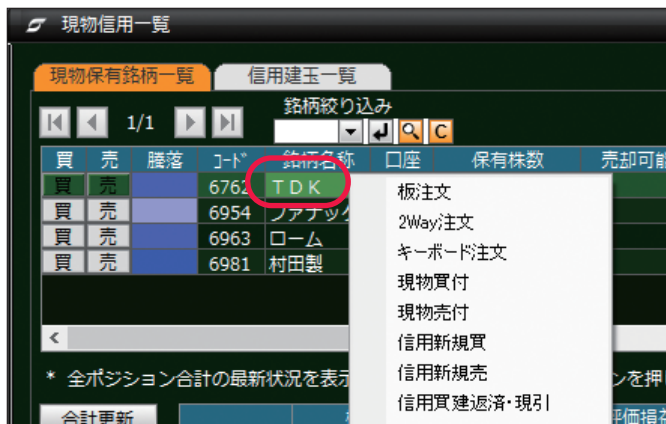 現物信用一覧
現物保有銘柄一覧 信用建玉一覧
1/1 銘柄絞り込み
C
買 売 騰落 コード 銘柄名称 口座 保有株数 売却可能
買 売 6762 TDK
買 売 6954 ファナック
買 売 6963 ローム
買 売 6981 村田製
板注文
2Way注文
キーボード注文
現物買付
現物売付
信用新規買
信用新規売
信用買建返済・現引
* 全ポジション合計の最新状況を表示 ンを押
合計更新 評価損